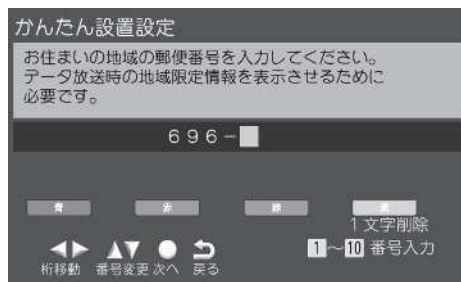 かんたん設置設定
お住まいの地域の郵便番号を入力してください。
データ放送時の地域限定情報を表示させるために
必要です。
696-
青 赤 緑 黄
1文字削除
桁移動 番号変更 次へ 戻る 1～10 番号入力